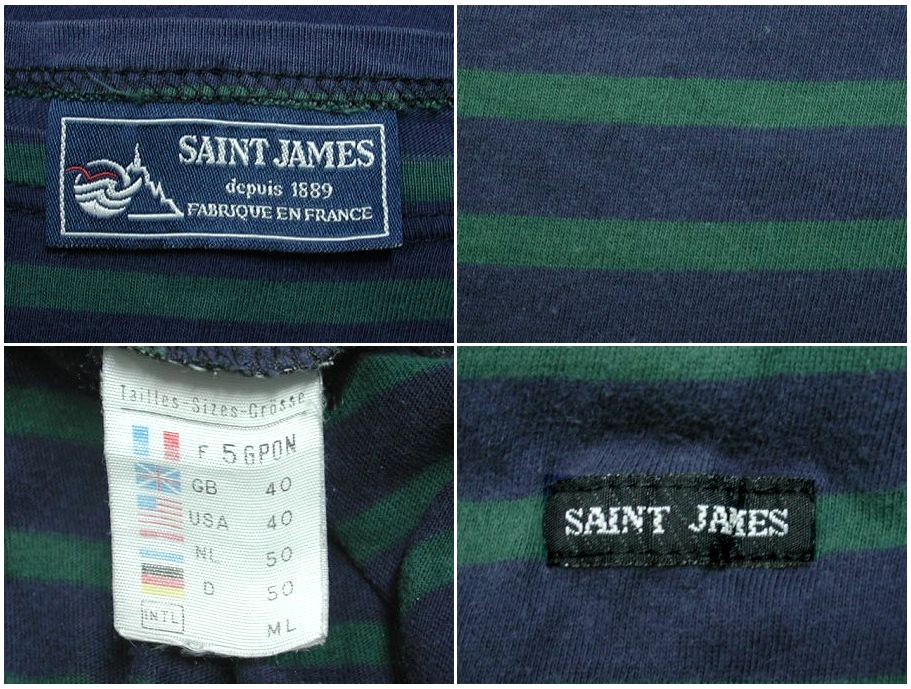 SAINT JAMES
depuis 1889
FABRIQUE EN FRANCE
Tailles-Sizes-Grösse
F 5GPON
GB 40
USA 40
NL 50
D 50
INTL ML
SAINT JAMES